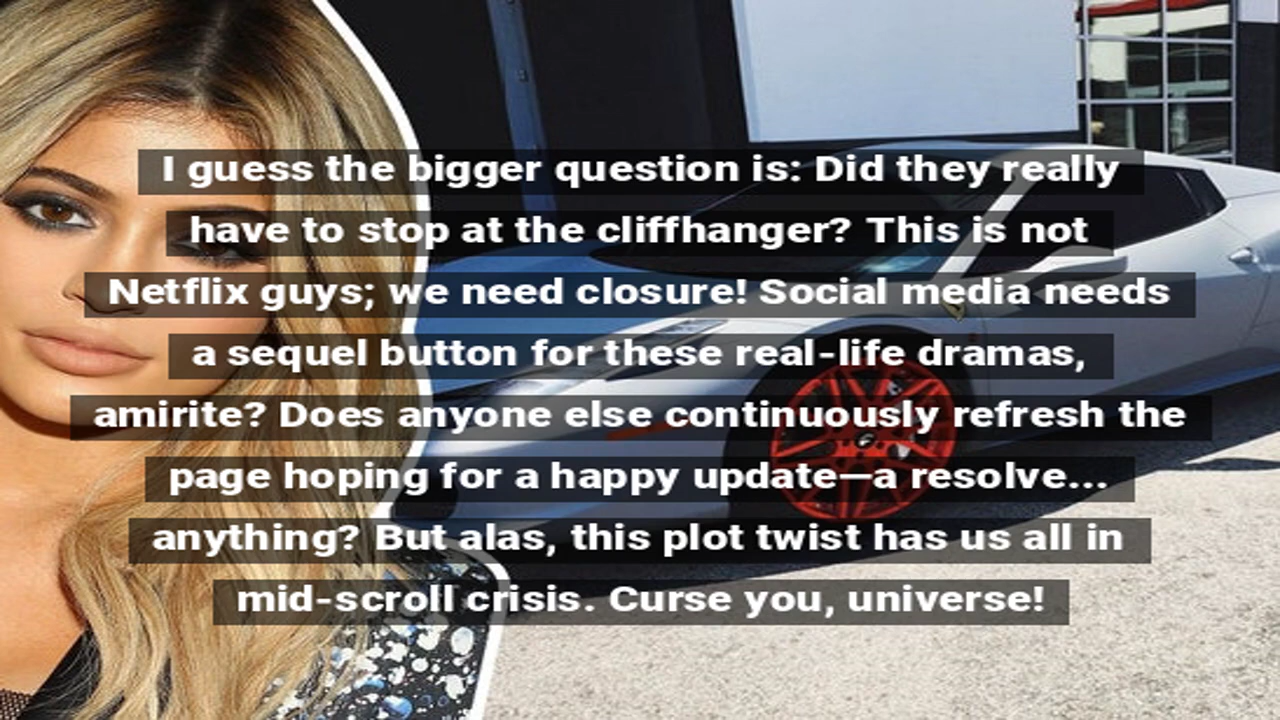 I guess the bigger question is: Did they really
have to stop at the cliffhanger? This is not
Netflix guys; we need closure! Social media needs
a sequel button for these real-life dramas,
amirite? Does anyone else continuously refresh the
page hoping for a happy update—a resolve...
anything? But alas, this plot twist has us all in
mid-scroll crisis. Curse you, universe!